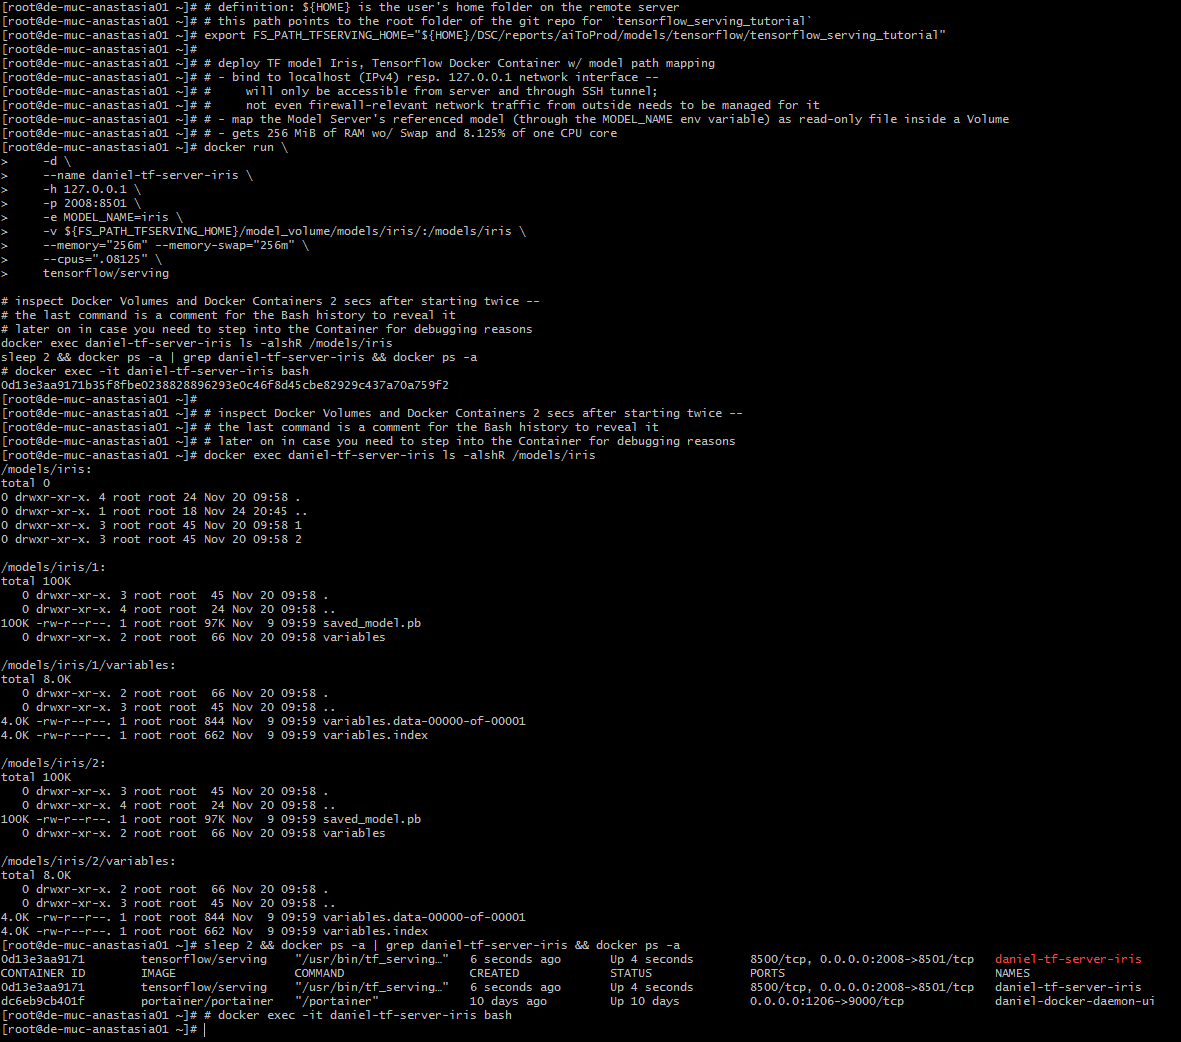 [root@de-muc-anastasia01 ~]# # definition: ${HOME} is the user's home folder on the remote server
[root@de-muc-anastasia01 ~]# # this path points to the root folder of the git repo for `tensorflow_serving_tutorial`
[root@de-muc-anastasia01 ~]# export FS_PATH_TFSERVING_HOME="${HOME}/DSC/reports/aiToProd/models/tensorflow/tensorflow_serving_tutorial"
[root@de-muc-anastasia01 ~]#
[root@de-muc-anastasia01 ~]# # deploy TF model Iris, Tensorflow Docker Container w/ model path mapping
[root@de-muc-anastasia01 ~]# # - bind to localhost (IPv4) resp. 127.0.0.1 network interface --
[root@de-muc-anastasia01 ~]# #     will only be accessible from server and through SSH tunnel;
[root@de-muc-anastasia01 ~]# #     not even firewall-relevant network traffic from outside needs to be managed for it
[root@de-muc-anastasia01 ~]# # - map the Model Server's referenced model (through the MODEL_NAME env variable) as read-only file inside a Volume
[root@de-muc-anastasia01 ~]# # - gets 256 MiB of RAM wo/ Swap and 8.125% of one CPU core
[root@de-muc-anastasia01 ~]# docker run \
>     -d \
>     --name daniel-tf-server-iris \
>     -h 127.0.0.1 \
>     -p 2008:8501 \
>     -e MODEL_NAME=iris \
>     -v ${FS_PATH_TFSERVING_HOME}/model_volume/models/iris/:/models/iris \
>     --memory="256m" --memory-swap="256m" \
>     --cpus=".08125" \
>     tensorflow/serving

# inspect Docker Volumes and Docker Containers 2 secs after starting twice --
# the last command is a comment for the Bash history to reveal it
# later on in case you need to step into the Container for debugging reasons
docker exec daniel-tf-server-iris ls -alshR /models/iris
sleep 2 && docker ps -a | grep daniel-tf-server-iris && docker ps -a
# docker exec -it daniel-tf-server-iris bash
0d13e3aa9171b35f8fbe0238828896293e0c46f8d45cbe82929c437a70a759f2
[root@de-muc-anastasia01 ~]#
[root@de-muc-anastasia01 ~]# # inspect Docker Volumes and Docker Containers 2 secs after starting twice --
[root@de-muc-anastasia01 ~]# # the last command is a comment for the Bash history to reveal it
[root@de-muc-anastasia01 ~]# # later on in case you need to step into the Container for debugging reasons
[root@de-muc-anastasia01 ~]# docker exec daniel-tf-server-iris ls -alshR /models/iris
/models/iris:
total 0
0 drwxr-xr-x. 4 root root 24 Nov 20 09:58 .
0 drwxr-xr-x. 1 root root 18 Nov 24 20:45 ..
0 drwxr-xr-x. 3 root root 45 Nov 20 09:58 1
0 drwxr-xr-x. 3 root root 45 Nov 20 09:58 2

/models/iris/1:
total 100K
   0 drwxr-xr-x. 3 root root  45 Nov 20 09:58 .
   0 drwxr-xr-x. 4 root root  24 Nov 20 09:58 ..
100K -rw-r--r--. 1 root root 97K Nov  9 09:59 saved_model.pb
   0 drwxr-xr-x. 2 root root  66 Nov 20 09:58 variables

/models/iris/1/variables:
total 8.0K
   0 drwxr-xr-x. 2 root root  66 Nov 20 09:58 .
   0 drwxr-xr-x. 3 root root  45 Nov 20 09:58 ..
4.0K -rw-r--r--. 1 root root 844 Nov  9 09:59 variables.data-00000-of-00001
4.0K -rw-r--r--. 1 root root 662 Nov  9 09:59 variables.index

/models/iris/2:
total 100K
   0 drwxr-xr-x. 3 root root  45 Nov 20 09:58 .
   0 drwxr-xr-x. 4 root root  24 Nov 20 09:58 ..
100K -rw-r--r--. 1 root root 97K Nov  9 09:59 saved_model.pb
   0 drwxr-xr-x. 2 root root  66 Nov 20 09:58 variables

/models/iris/2/variables:
total 8.0K
   0 drwxr-xr-x. 2 root root  66 Nov 20 09:58 .
   0 drwxr-xr-x. 3 root root  45 Nov 20 09:58 ..
4.0K -rw-r--r--. 1 root root 844 Nov  9 09:59 variables.data-00000-of-00001
4.0K -rw-r--r--. 1 root root 662 Nov  9 09:59 variables.index
[root@de-muc-anastasia01 ~]# sleep 2 && docker ps -a | grep daniel-tf-server-iris && docker ps -a
0d13e3aa9171        tensorflow/serving    "/usr/bin/tf_serving…"   6 seconds ago       Up 4 seconds        8500/tcp, 0.0.0.0:2008->8501/tcp   daniel-tf-server-iris
CONTAINER ID        IMAGE                 COMMAND                  CREATED             STATUS              PORTS                              NAMES
0d13e3aa9171        tensorflow/serving    "/usr/bin/tf_serving…"   6 seconds ago       Up 4 seconds        8500/tcp, 0.0.0.0:2008->8501/tcp   daniel-tf-server-iris
dc6eb9cb401f        portainer/portainer   "/portainer"             10 days ago         Up 10 days          0.0.0.0:1206->9000/tcp             daniel-docker-daemon-ui
[root@de-muc-anastasia01 ~]# # docker exec -it daniel-tf-server-iris bash
[root@de-muc-anastasia01 ~]#